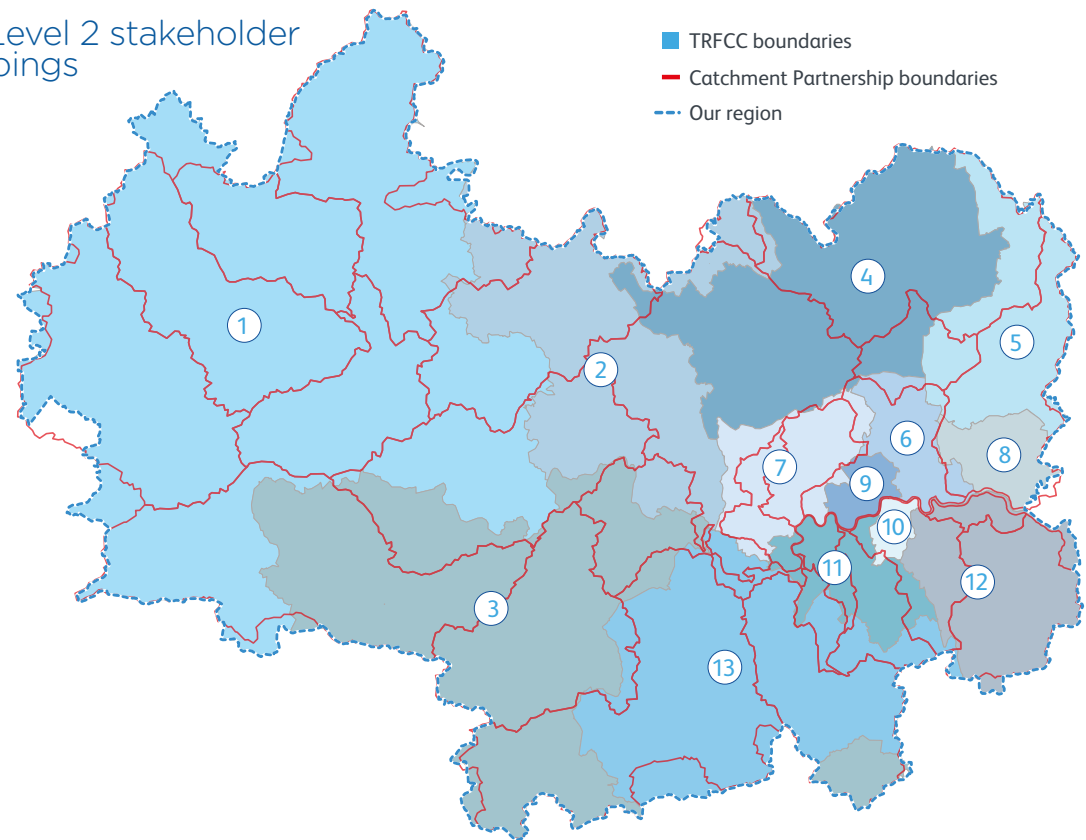 Level 2 stakeholder
pings
TRFCC boundaries
Catchment Partnership boundaries
Our region
4
1
5
2
6
8
7
9
10
11
12
3
13